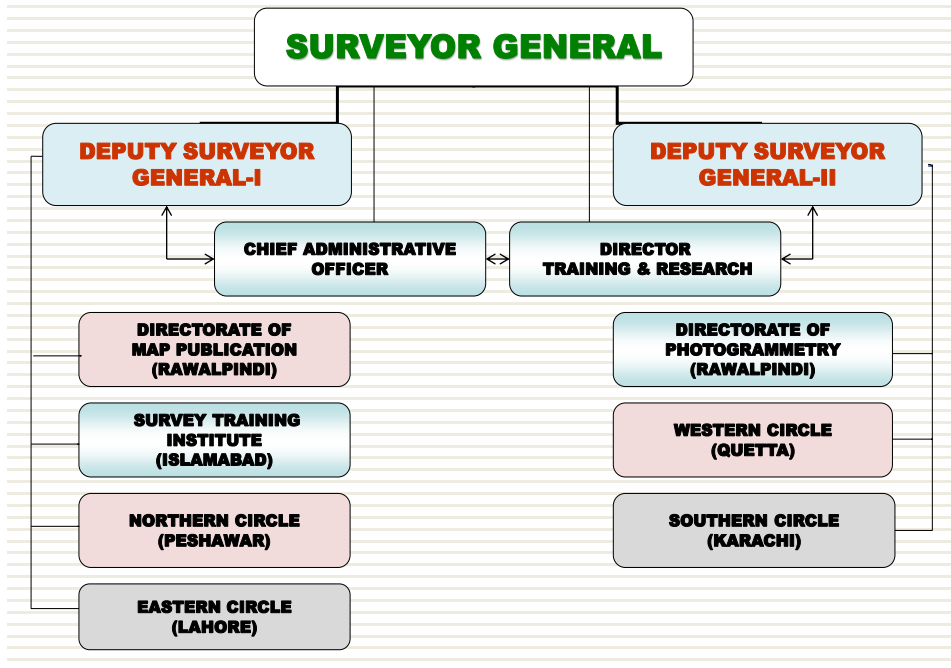 SURVEYOR GENERAL
DEPUTY SURVEYOR
GENERAL-I
DEPUTY SURVEYOR
GENERAL-II
CHIEF ADMINISTRATIVE
OFFICER
DIRECTOR
TRAINING & RESEARCH
DIRECTORATE OF
MAP PUBLICATION
(RAWALPINDI)
DIRECTORATE OF
PHOTOGRAMMETRY
(RAWALPINDI)
SURVEY TRAINING
INSTITUTE
(ISLAMABAD)
WESTERN CIRCLE
(QUETTA)
NORTHERN CIRCLE
(PESHAWAR)
SOUTHERN CIRCLE
(KARACHI)
EASTERN CIRCLE
(LAHORE)